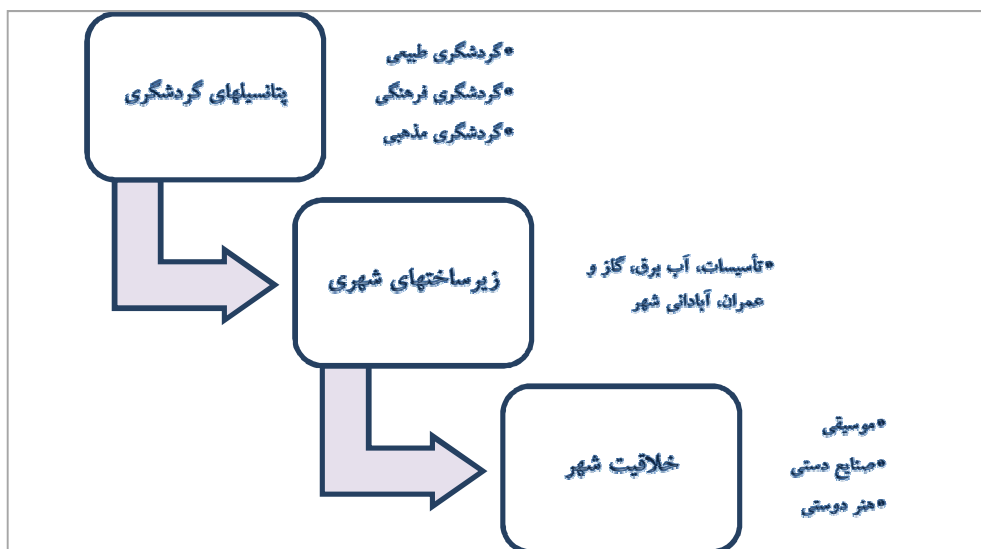 پتانسیلهای گردشگری
•گردشگری طبیعی
•گردشگری فرهنگی
•گردشگری مذهبی
زیرساختهای شهری
•تأسیسات، آب برق، گاز و
عمران، آبادانی شهر
خلاقیت شهر
•موسیقی
•صنایع دستی
•هنر دوستی